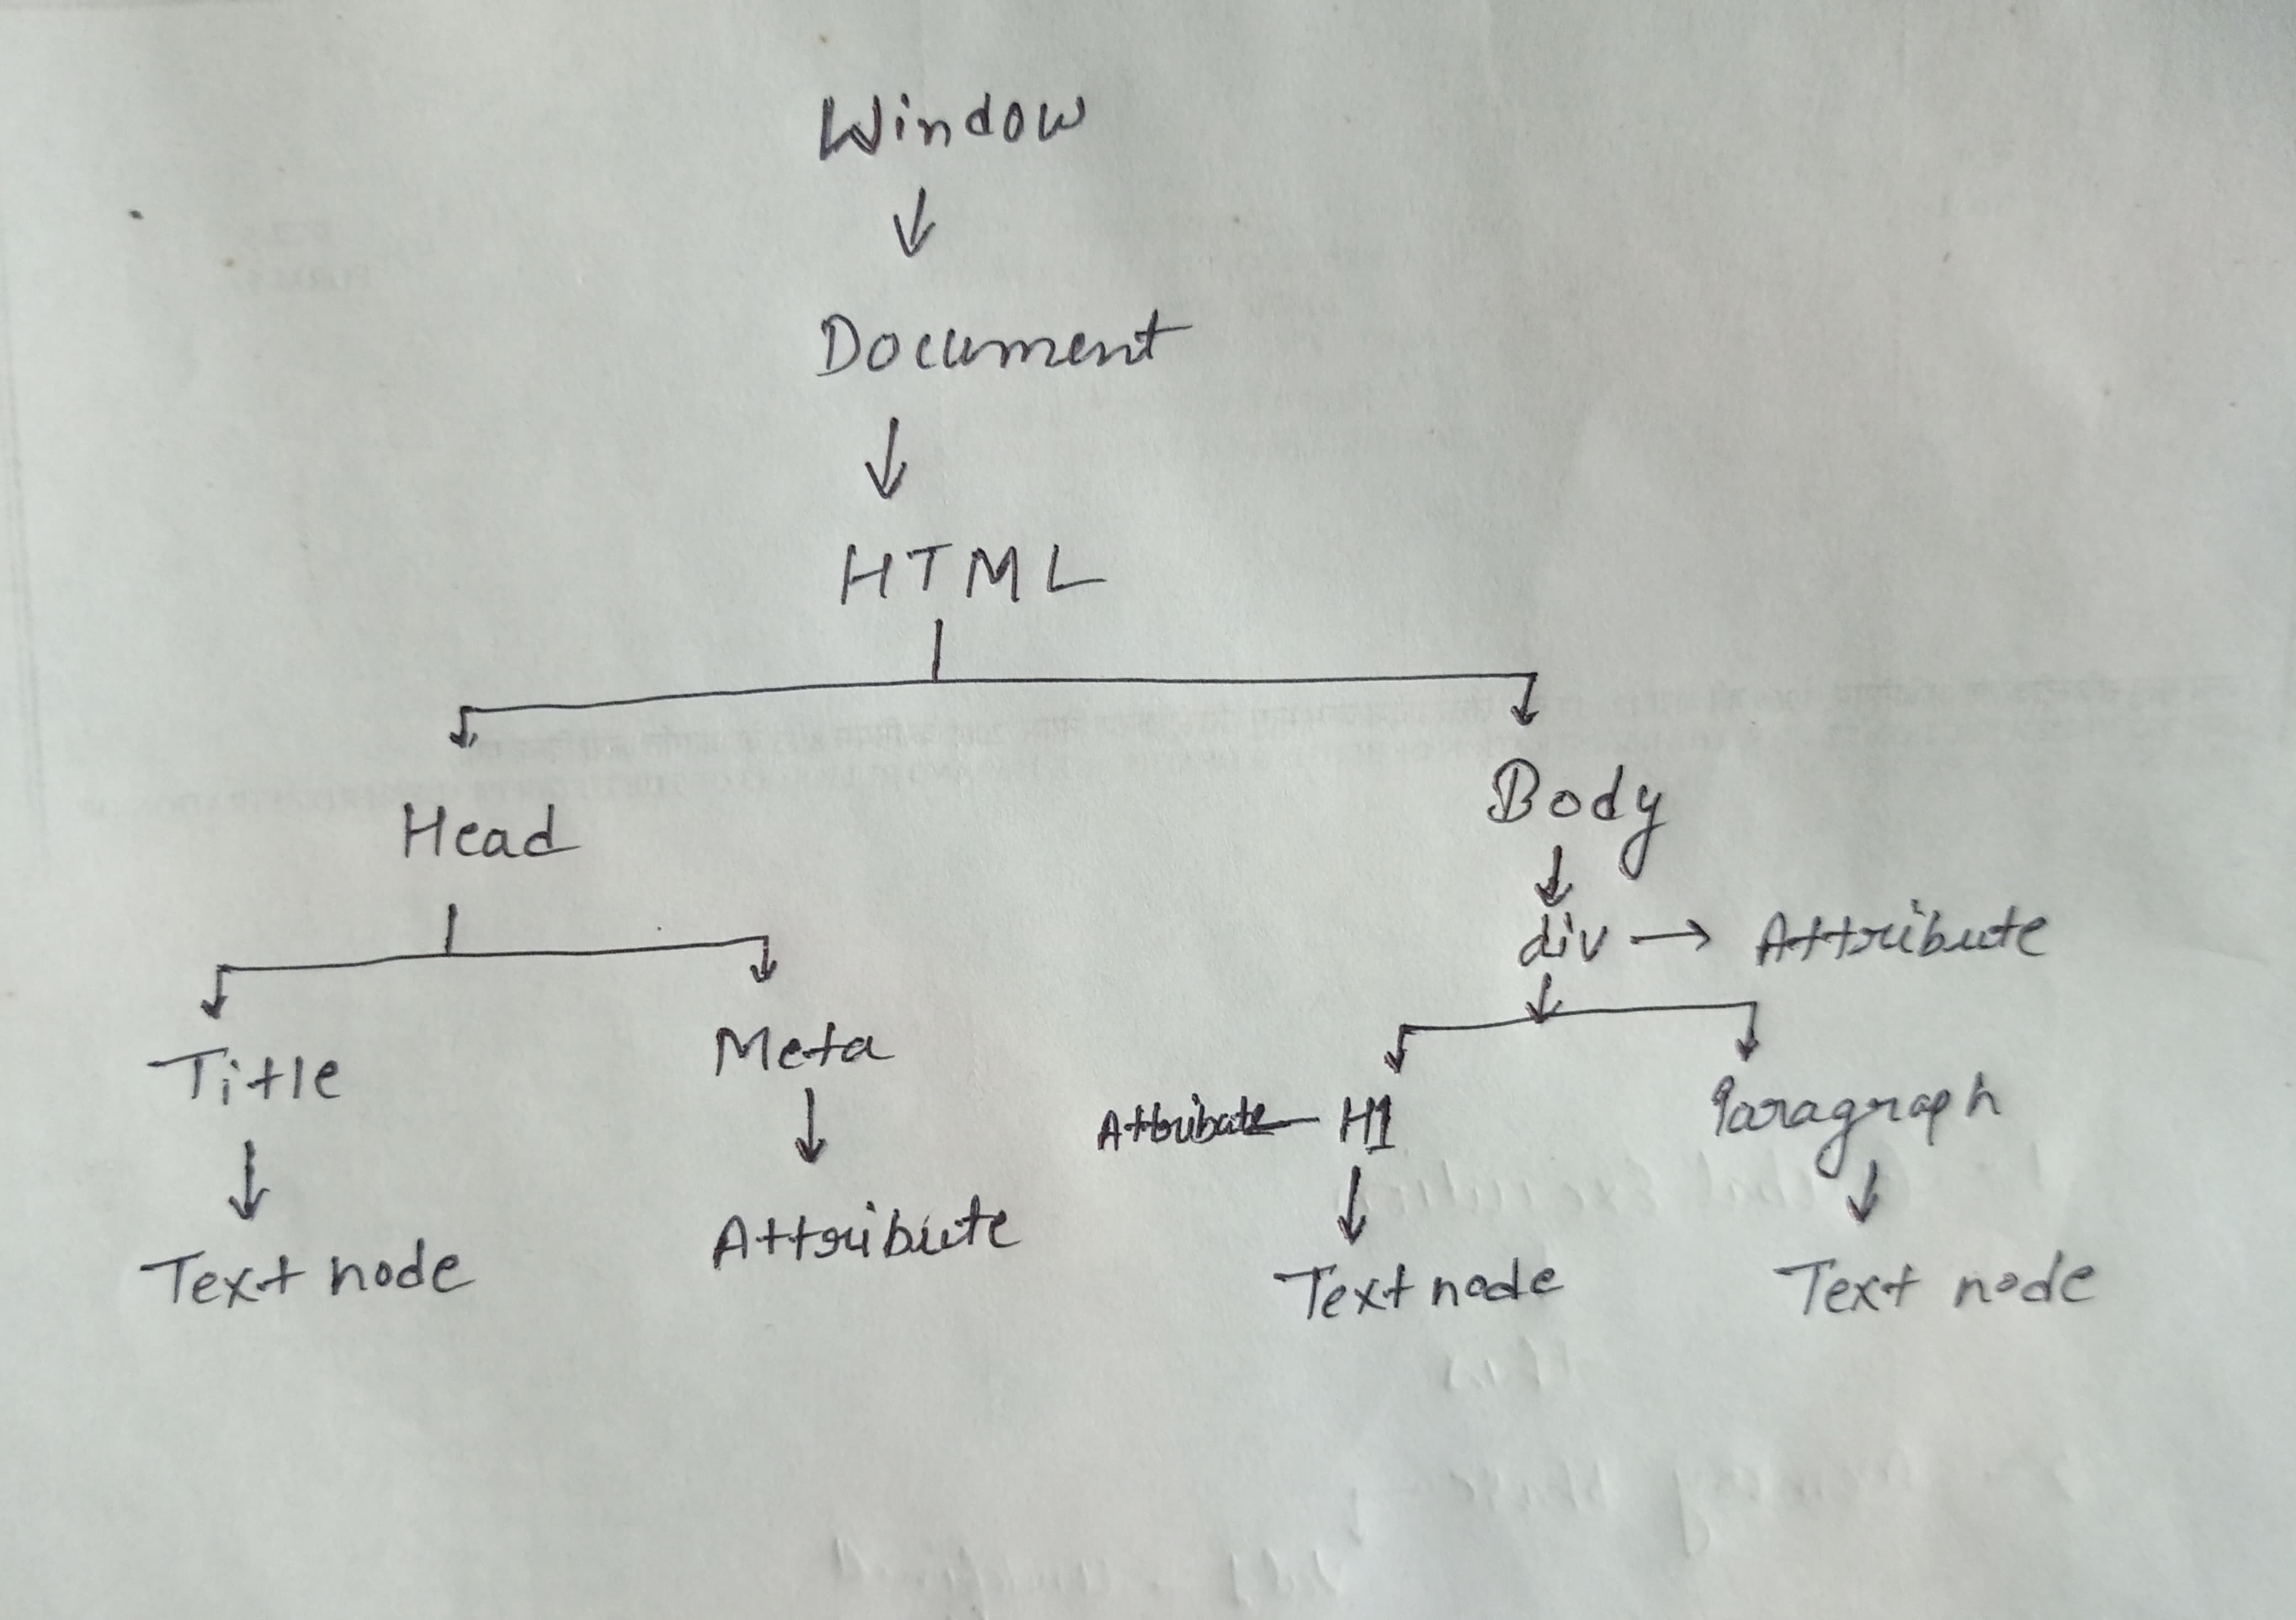 Window
Document
HTML
Head
Body
div → Attribute
Title
Meta
Attribute H1
Paragraph
Text node
Attribute
Text node
Text node